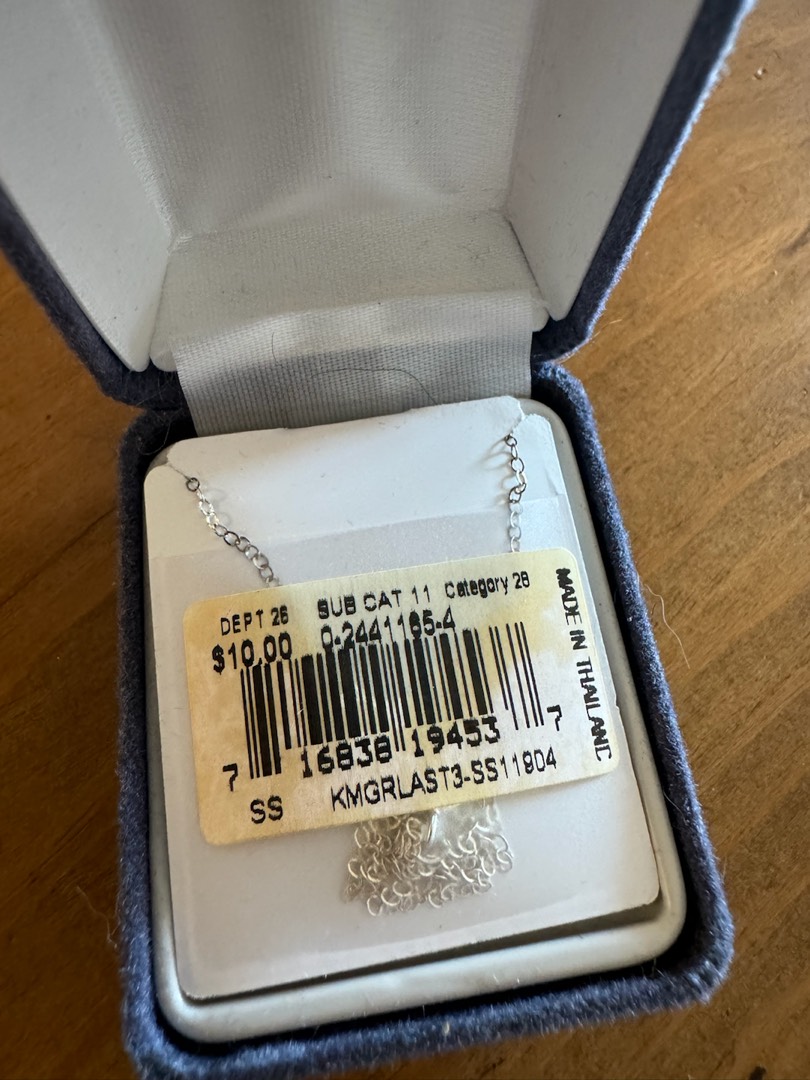 DEPT 26 SUB CAT 11 Category 28
$10.00 0-2441165-4
7 16838 19453 7
SS KMGRLAST3-SS11904
MADE IN THAILAND